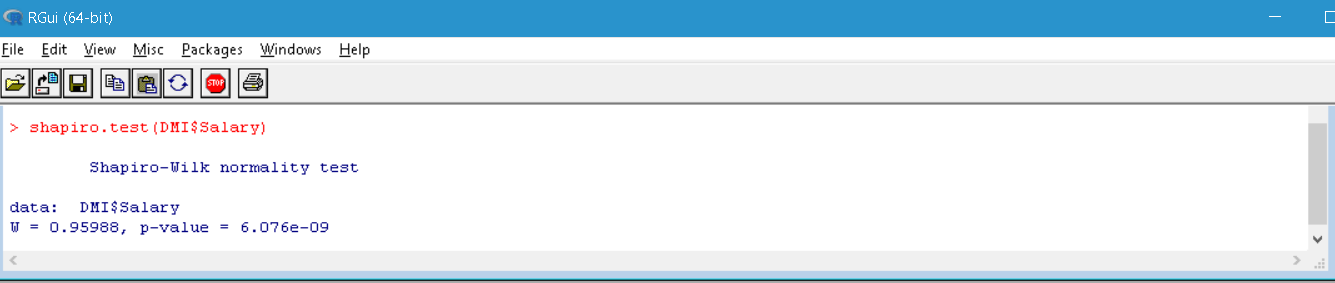 RGui (64-bit)
File Edit View Misc Packages Windows Help
STOP
> shapiro.test(DMI$Salary)
Shapiro-Wilk normality test
data:  DMI$Salary
W = 0.95988, p-value = 6.076e-09